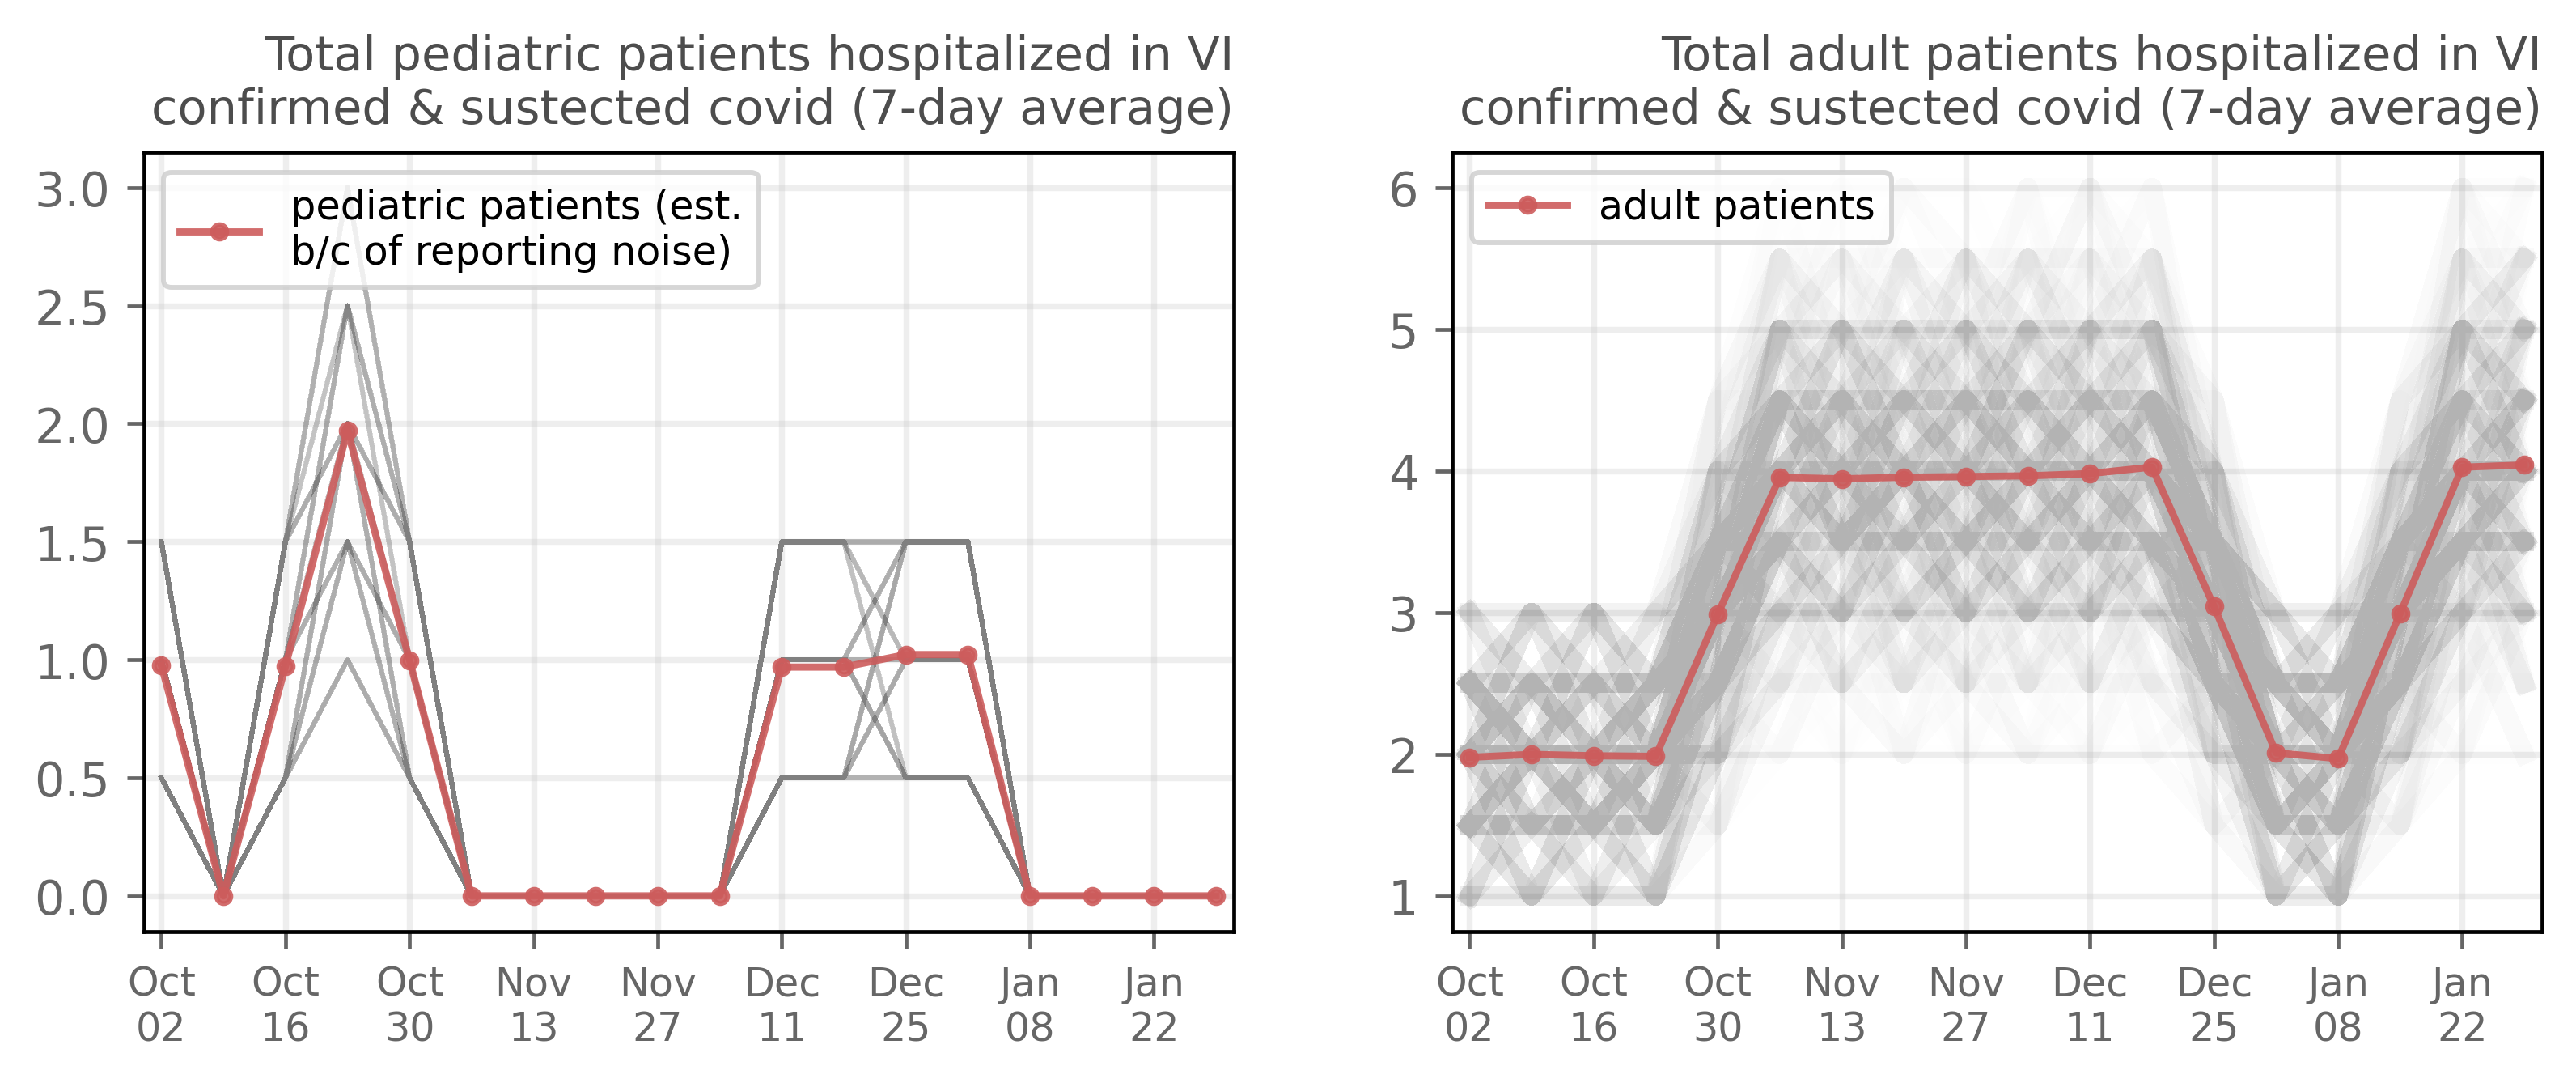 Total pediatric patients hospitalized in VI
confirmed & sustected covid (7-day average)
pediatric patients (est.
b/c of reporting noise)
3.0
2.5
2.0
1.5
1.0
0.5
0.0
Oct 02
Oct 16
Oct 30
Nov 13
Nov 27
Dec 11
Dec 25
Jan 08
Jan 22
Total adult patients hospitalized in VI
confirmed & sustected covid (7-day average)
adult patients
6
5
4
3
2
1
Oct 02
Oct 16
Oct 30
Nov 13
Nov 27
Dec 11
Dec 25
Jan 08
Jan 22